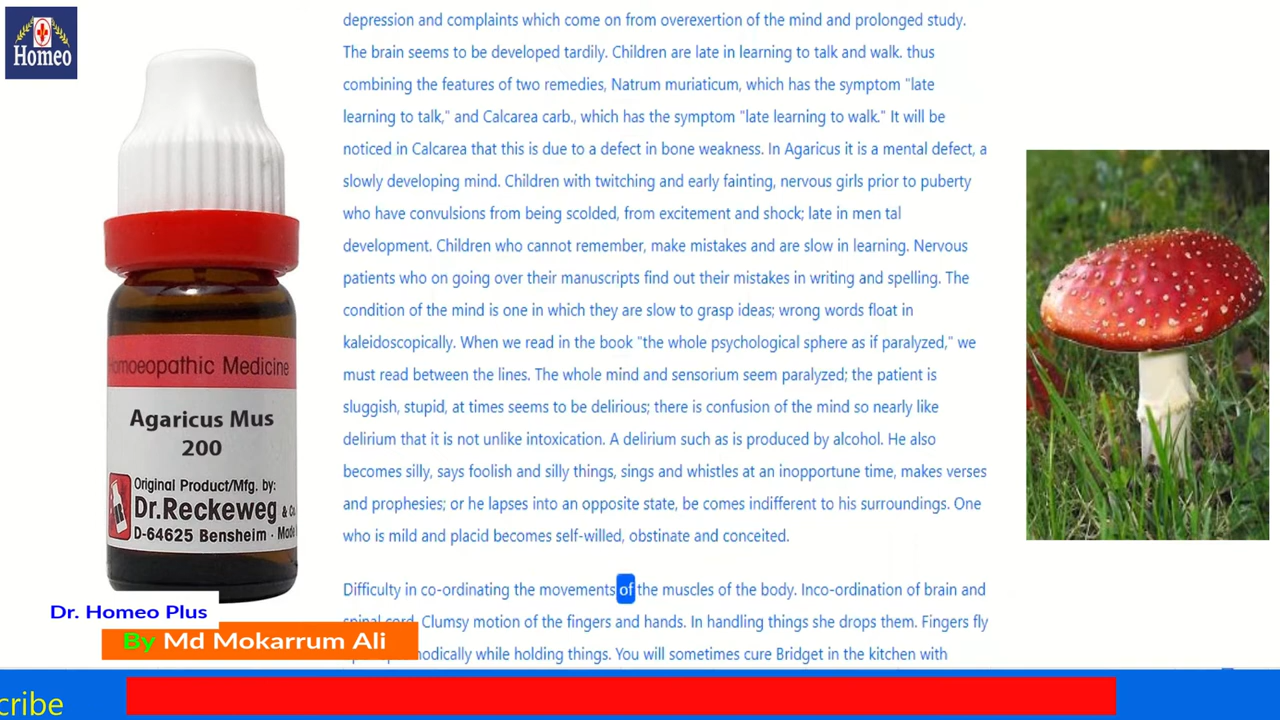 Homeo
depression and complaints which come on from overexertion of the mind and prolonged study.
The brain seems to be developed tardily. Children are late in learning to talk and walk. thus
combining the features of two remedies, Natrum muriaticum, which has the symptom "late
learning to talk," and Calcarea carb., which has the symptom "late learning to walk." It will be
noticed in Calcarea that this is due to a defect in bone weakness. In Agaricus it is a mental defect, a
slowly developing mind. Children with twitching and early fainting, nervous girls prior to puberty
who have convulsions from being scolded, from excitement and shock; late in men tal
development. Children who cannot remember, make mistakes and are slow in learning. Nervous
patients who on going over their manuscripts find out their mistakes in writing and spelling. The
condition of the mind is one in which they are slow to grasp ideas; wrong words float in
kaleidoscopically. When we read in the book "the whole psychological sphere as if paralyzed," we
must read between the lines. The whole mind and sensorium seem paralyzed; the patient is
sluggish, stupid, at times seems to be delirious; there is confusion of the mind so nearly like
delirium that it is not unlike intoxication. A delirium such as is produced by alcohol. He also
becomes silly, says foolish and silly things, sings and whistles at an inopportune time, makes verses
and prophesies; or he lapses into an opposite state, be comes indifferent to his surroundings. One
who is mild and placid becomes self-willed, obstinate and conceited.
Difficulty in co-ordinating the movements of the muscles of the body. Inco-ordination of brain and
spinal cord. Clumsy motion of the fingers and hands. In handling things she drops them. Fingers fly
while holding things. You will sometimes cure Bridget in the kitchen with
Homoeopathic Medicine
Agaricus Mus
200
Original Product/Mfg. by:
Dr.Reckeweg & Co.
D-64625 Bensheim · Made
Dr. Homeo Plus
By Md Mokarrum Ali
cribe